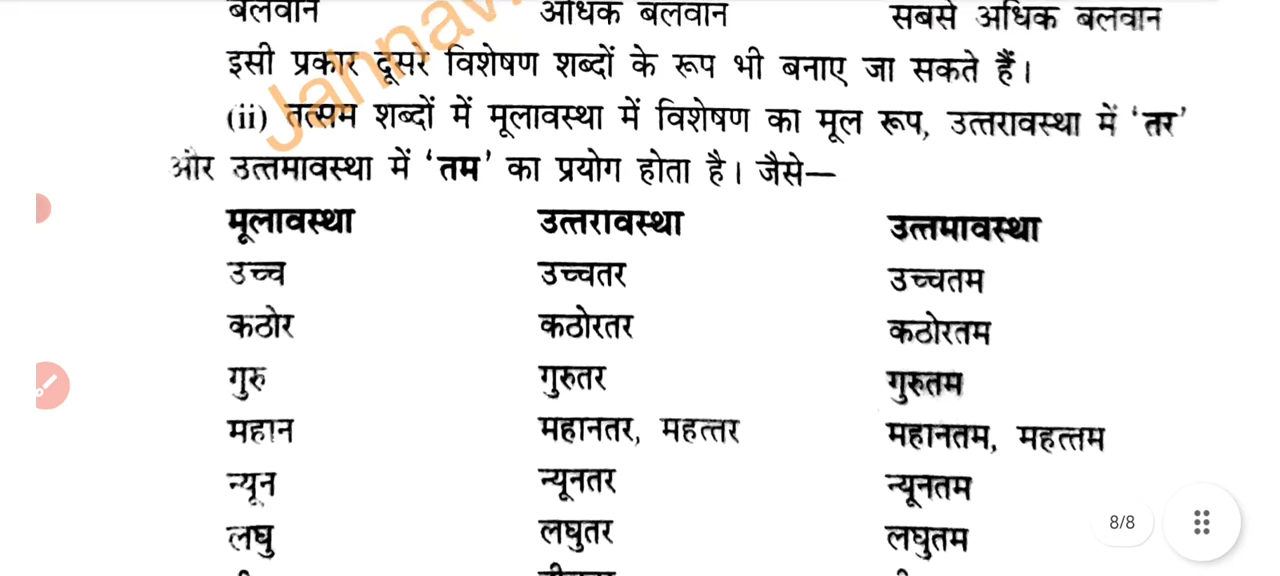 बलवान अधिक बलवान सबसे अधिक बलवान
इसी प्रकार दूसरे विशेषण शब्दों के रूप भी बनाए जा सकते हैं।
(ii) तत्सम शब्दों में मूलावस्था में विशेषण का मूल रूप, उत्तरावस्था में 'तर'
और उत्तमावस्था में 'तम' का प्रयोग होता है। जैसे—
मूलावस्था उत्तरावस्था उत्तमावस्था
उच्च उच्चतर उच्चतम
कठोर कठोरतर कठोरतम
गुरु गुरुतर गुरुतम
महान महानतर, महत्तर महानतम, महत्तम
न्यून न्यूनतर न्यूनतम
लघु लघुतर लघुतम
8/8